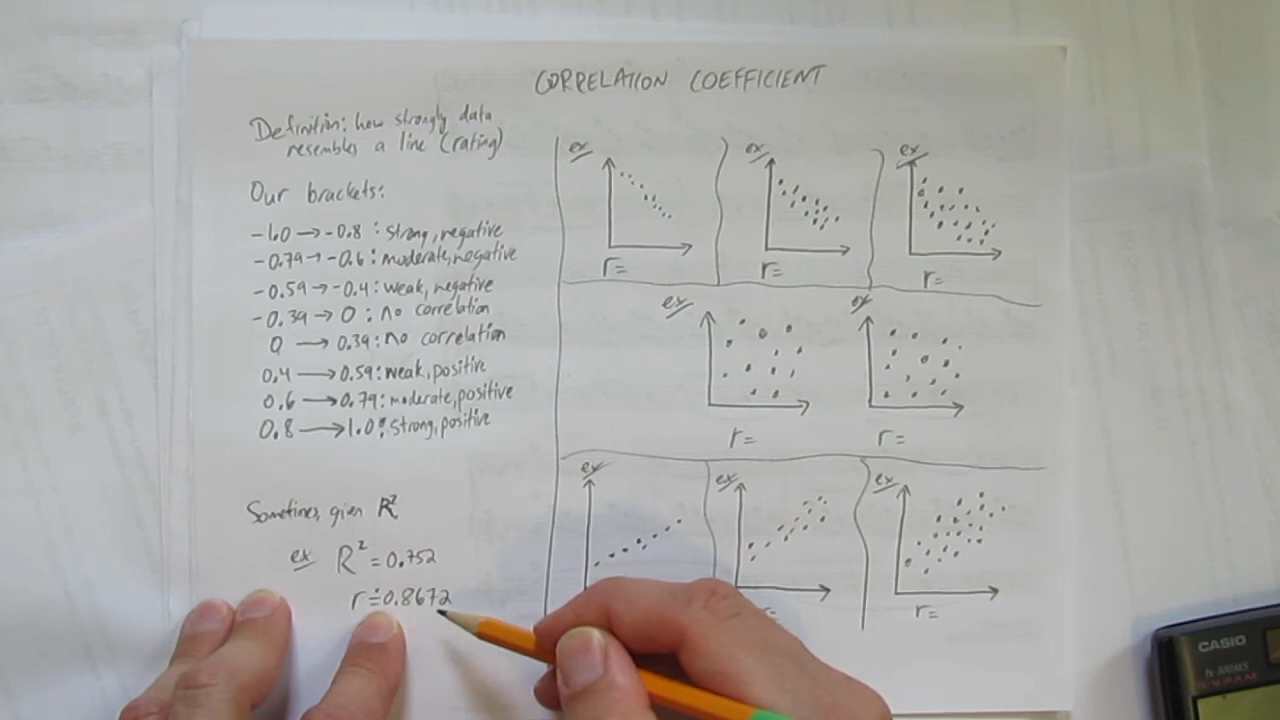 CORRELATION COEFFICIENT
Definition: how strongly data
resembles a line (rating)
Our brackets:
-1.0 → -0.8 : strong, negative
-0.79 → -0.6 : moderate, negative
-0.59 → -0.4 : weak, negative
-0.39 → 0 : no correlation
0 → 0.39 : no correlation
0.4 → 0.59 : weak, positive
0.6 → 0.79 : moderate, positive
0.8 → 1.0 : strong, positive
Sometimes, given R²
ex R² = 0.752
r ≐ 0.8672
ex
r =
ex
r =
ex
r =
ex
r =
ex
r =
ex
ex
r =
ex
r =
CASIO